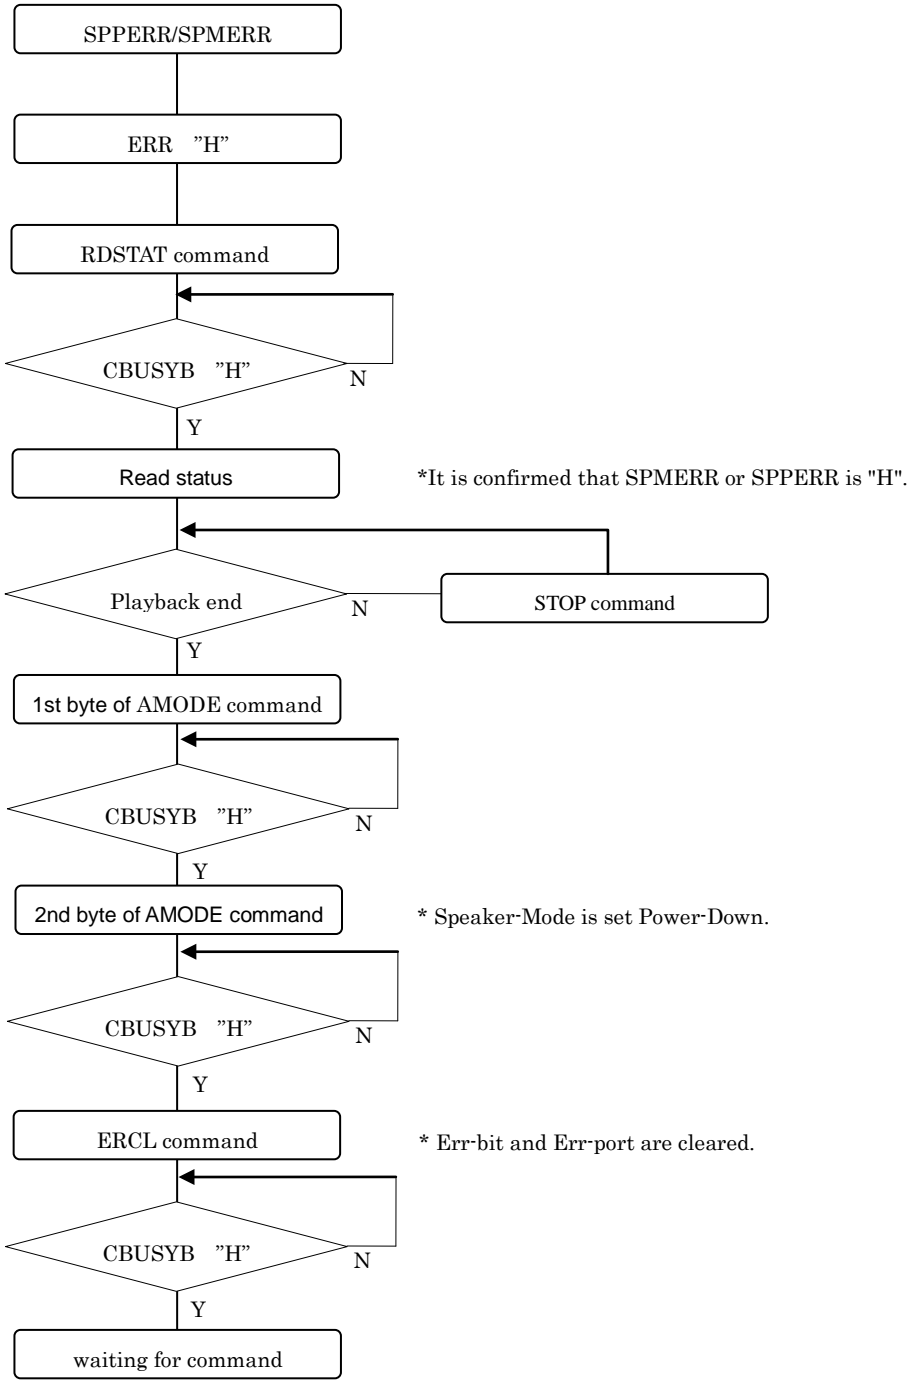 SPPERR/SPMERR
ERR ”H”
RDSTAT command
CBUSYB ”H”
N
Y
Read status
*It is confirmed that SPMERR or SPPERR is "H".
Playback end
N
STOP command
Y
1st byte of AMODE command
CBUSYB ”H”
N
Y
2nd byte of AMODE command
* Speaker-Mode is set Power-Down.
CBUSYB ”H”
N
Y
ERCL command
* Err-bit and Err-port are cleared.
CBUSYB ”H”
N
Y
waiting for command